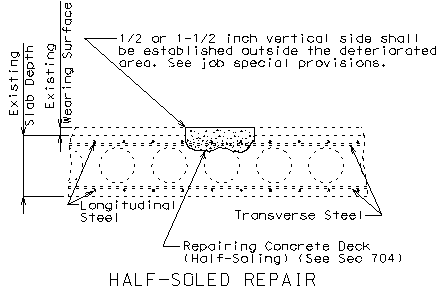 Existing
Slab Depth
Existing
Wearing Surface
1/2 or 1-1/2 inch vertical side shall
be established outside the deteriorated
area. See job special provisions.
Longitudinal
Steel
Transverse Steel
Repairing Concrete Deck
(Half-Soling) (See Sec 704)
HALF-SOLED REPAIR